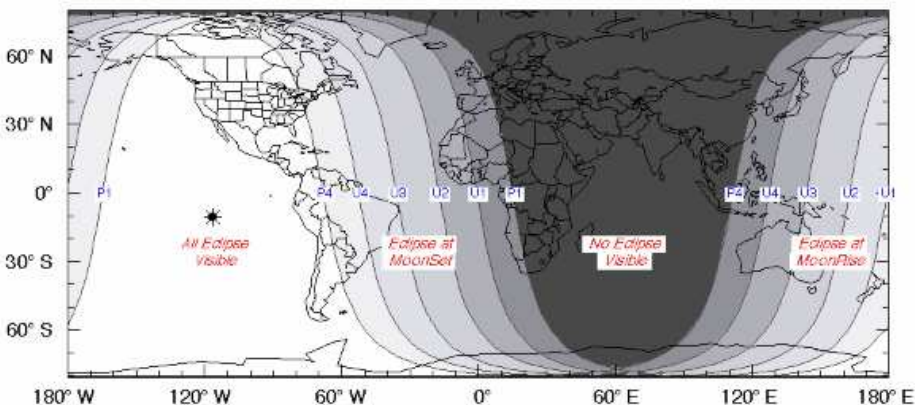 60° N
30° N
0°
30° S
60° S
P1 P4 U4 U3 U2 U1 P1 P4 U4 U3 U2 U1
All Eclipse
Visible
Eclipse at
MoonSet
No Eclipse
Visible
Eclipse at
MoonRise
180° W 120° W 60° W 0° 60° E 120° E 180° E